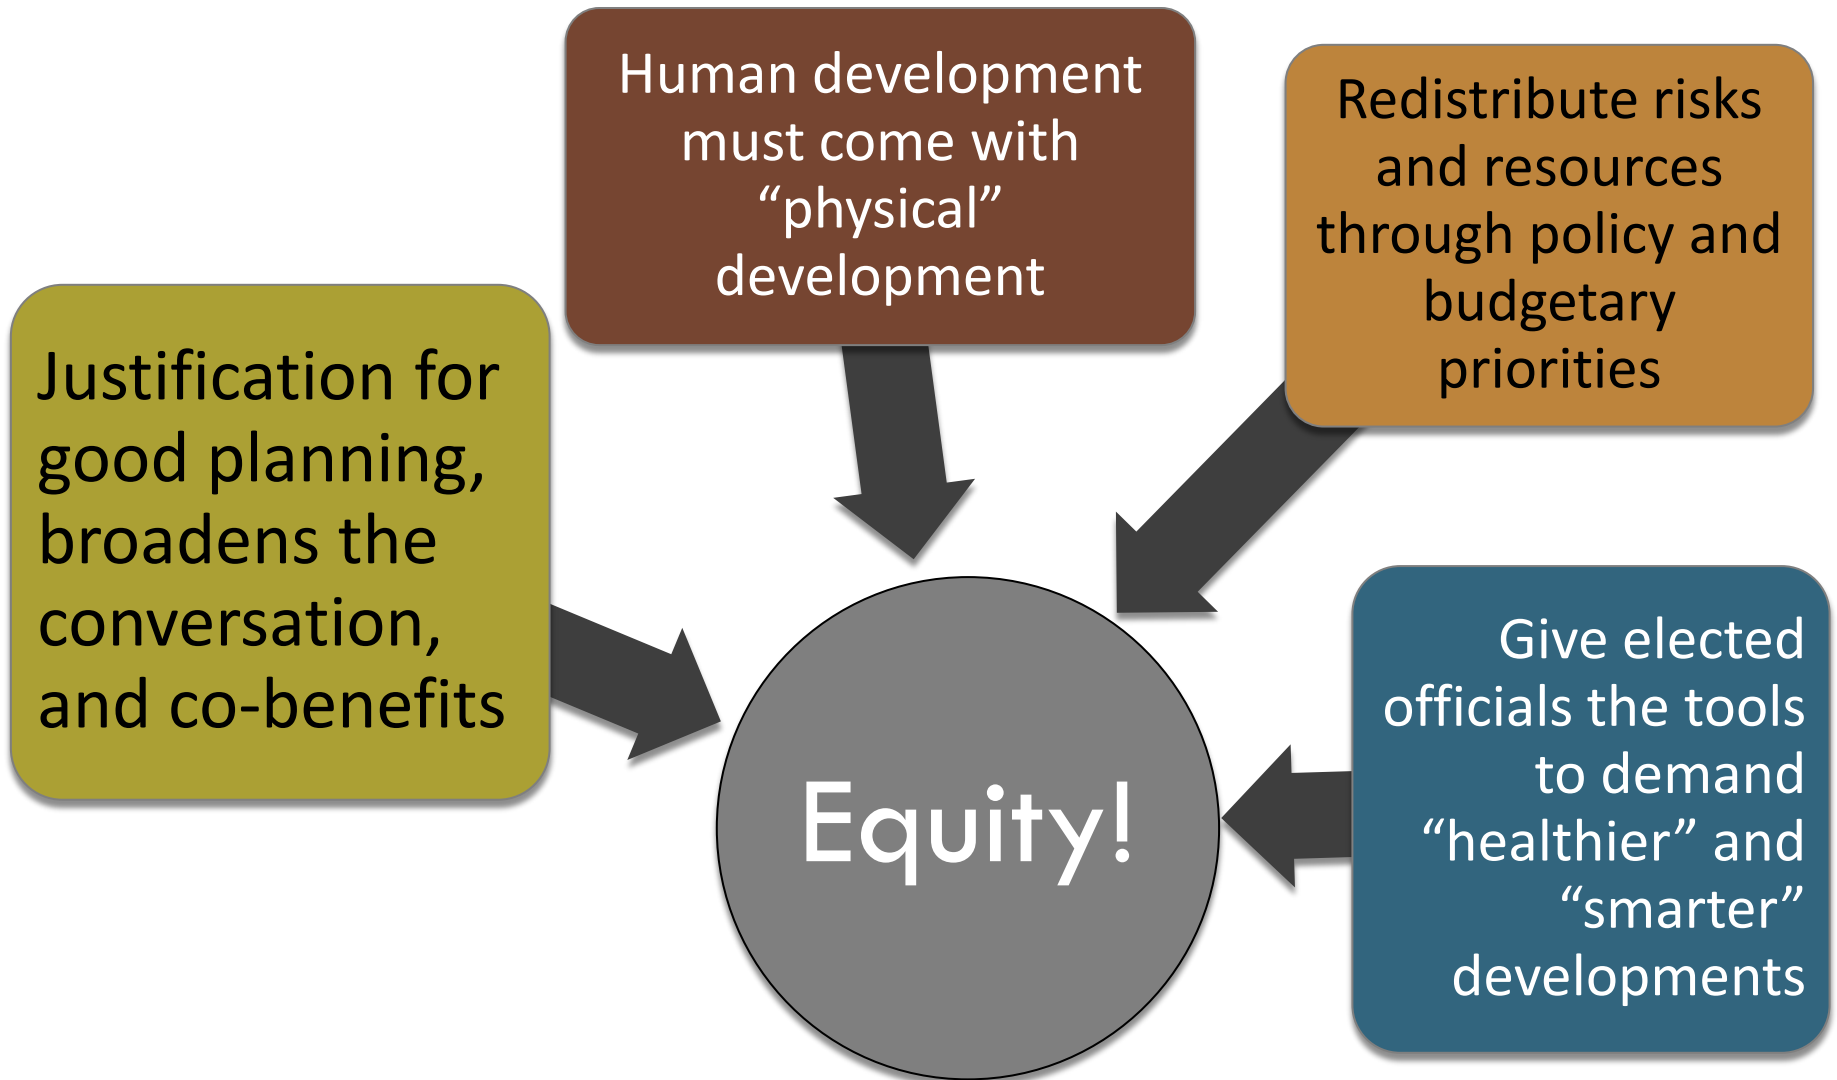 Human development
must come with
“physical”
development
Redistribute risks
and resources
through policy and
budgetary
priorities
Justification for
good planning,
broadens the
conversation,
and co-benefits
Give elected
officials the tools
to demand
“healthier” and
“smarter”
developments
Equity!